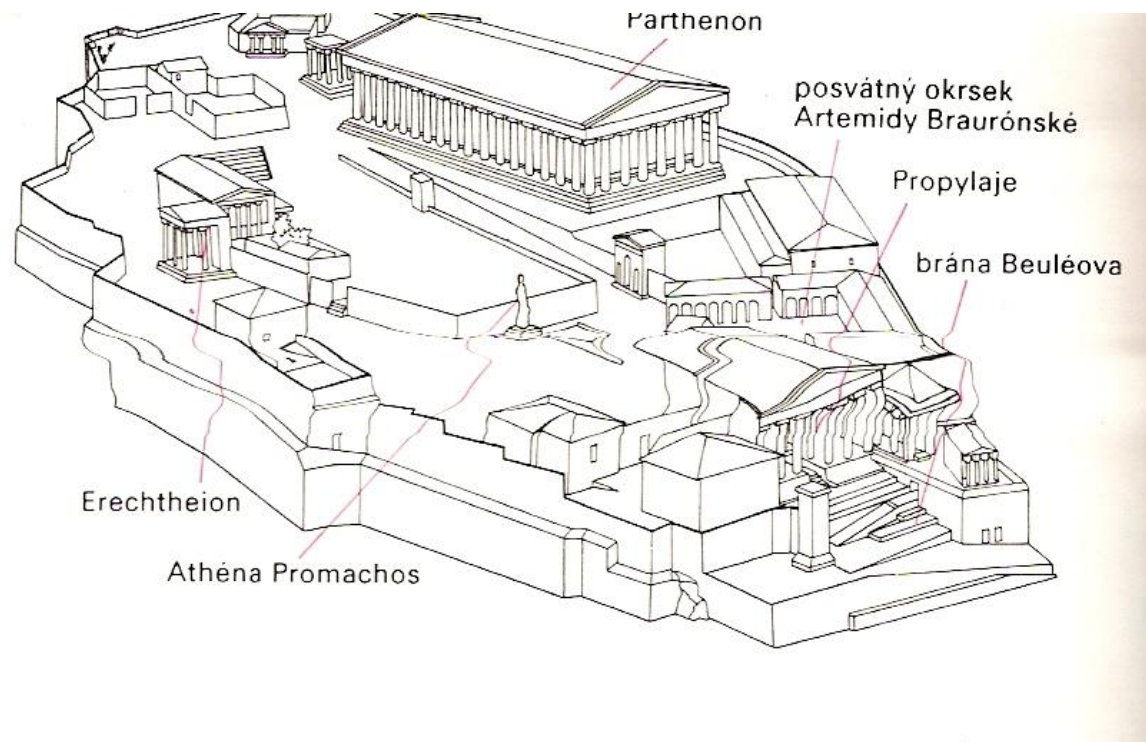 Parthenon
posvátný okrsek
Artemidy Braurónské
Propylaje
brána Beuléova
Erechtheion
Athéna Promachos